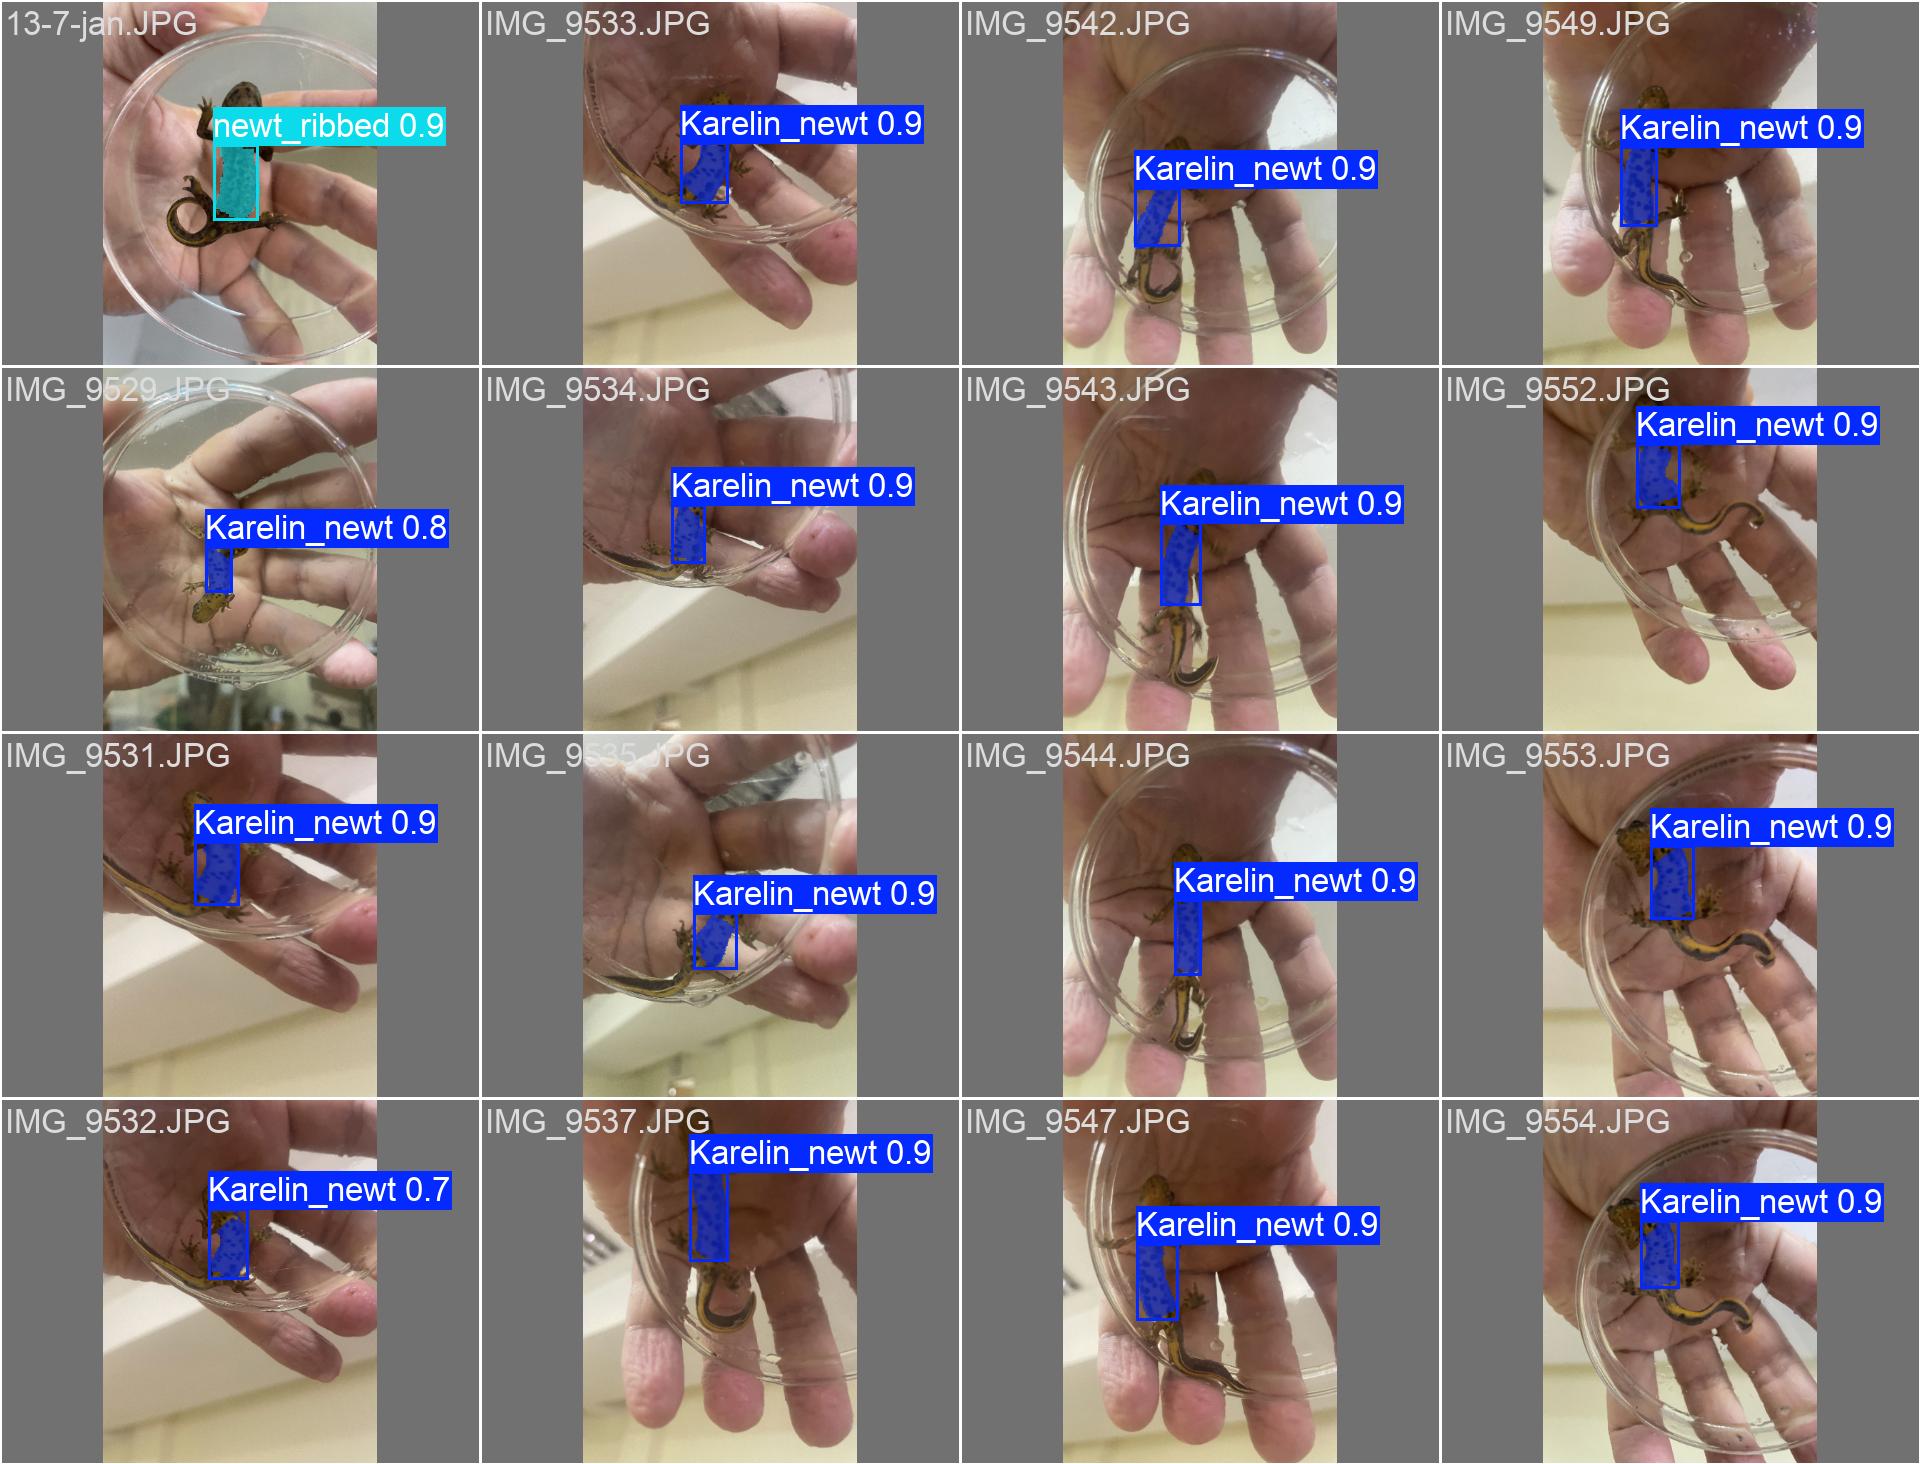 13-7-jan.JPG
newt_ribbed 0.9
IMG_9533.JPG
Karelin_newt 0.9
IMG_9542.JPG
Karelin_newt 0.9
IMG_9549.JPG
Karelin_newt 0.9
IMG_9529.JPG
Karelin_newt 0.8
IMG_9534.JPG
Karelin_newt 0.9
IMG_9543.JPG
Karelin_newt 0.9
IMG_9552.JPG
Karelin_newt 0.9
IMG_9531.JPG
Karelin_newt 0.9
IMG_9535.JPG
Karelin_newt 0.9
IMG_9544.JPG
Karelin_newt 0.9
IMG_9553.JPG
Karelin_newt 0.9
IMG_9532.JPG
Karelin_newt 0.7
IMG_9537.JPG
Karelin_newt 0.9
IMG_9547.JPG
Karelin_newt 0.9
IMG_9554.JPG
Karelin_newt 0.9